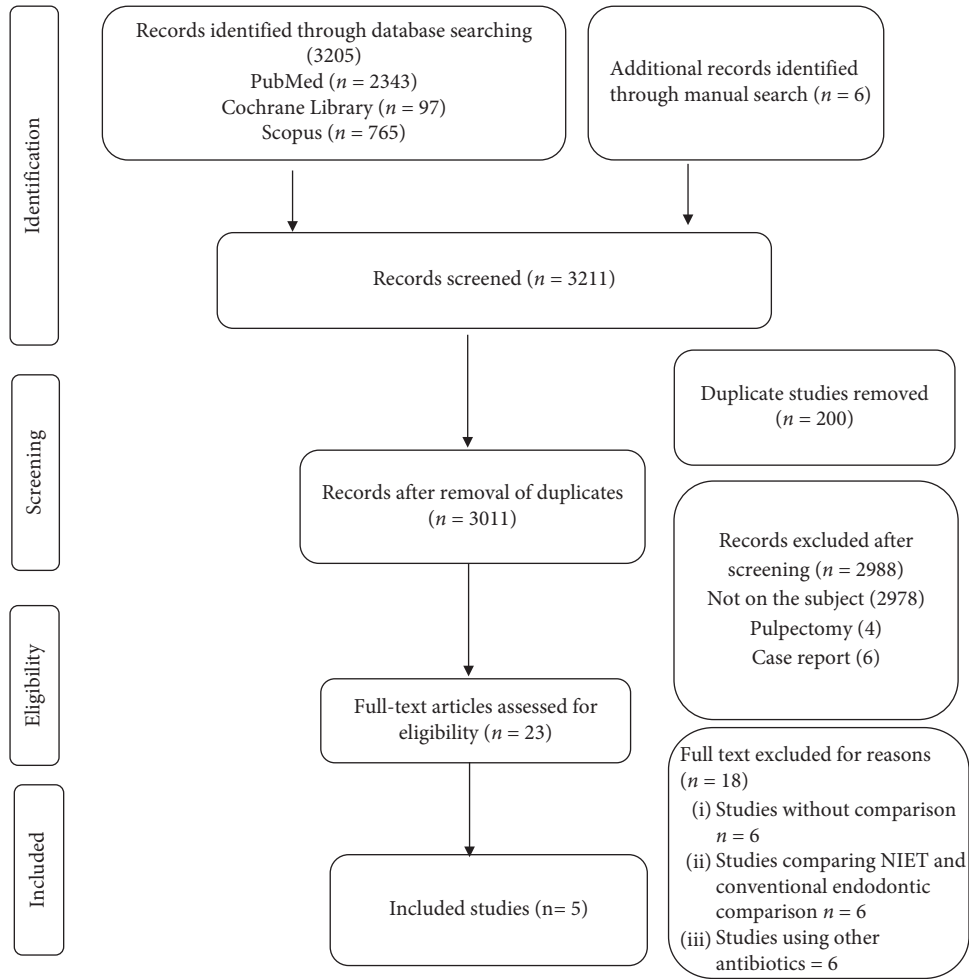 Identification
Records identified through database searching
(3205)
PubMed (n = 2343)
Cochrane Library (n = 97)
Scopus (n = 765)
Additional records identified
through manual search (n = 6)
Records screened (n = 3211)
Screening
Duplicate studies removed
(n = 200)
Records after removal of duplicates
(n = 3011)
Records excluded after
screening (n = 2988)
Not on the subject (2978)
Pulpectomy (4)
Case report (6)
Eligibility
Full-text articles assessed for
eligibility (n = 23)
Full text excluded for reasons
(n = 18)
(i) Studies without comparison
n = 6
(ii) Studies comparing NIET and
conventional endodontic
comparison n = 6
(iii) Studies using other
antibiotics = 6
Included
Included studies (n= 5)